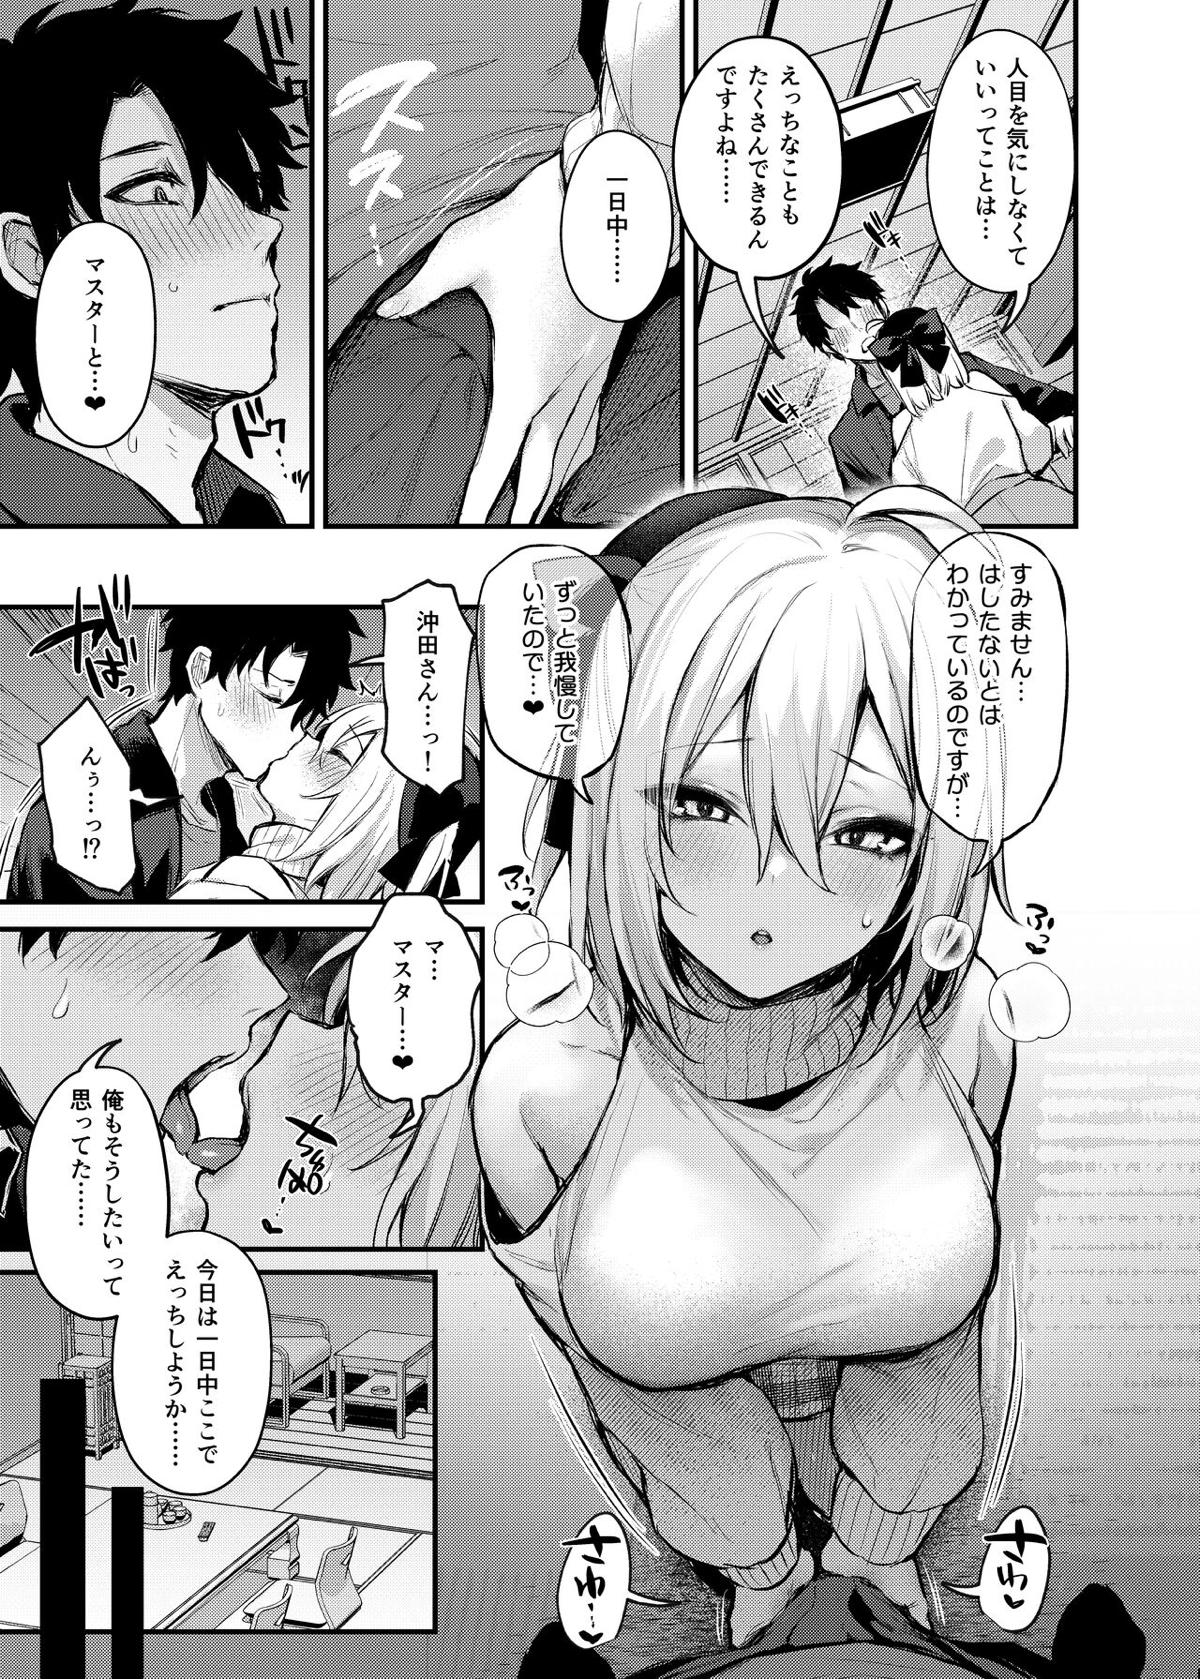 人目を気にしなくて
いいってことは…
えっちなことも
たくさんできるん
ですよね……
一日中……
スス…
マスターと…♥
ドワ
すみません…
はしたないとは
わかっているのですが…
ずっと我慢して
いたので…♥
ふっ
ふっ
さわ…
さわ…
沖田さん…っ!
がばっ
んぅ…っ!?
マ…
マスター…♥
ちゅ…
俺もそうしたいって
思ってた……
今日は一日中ここで
えっちしようか……